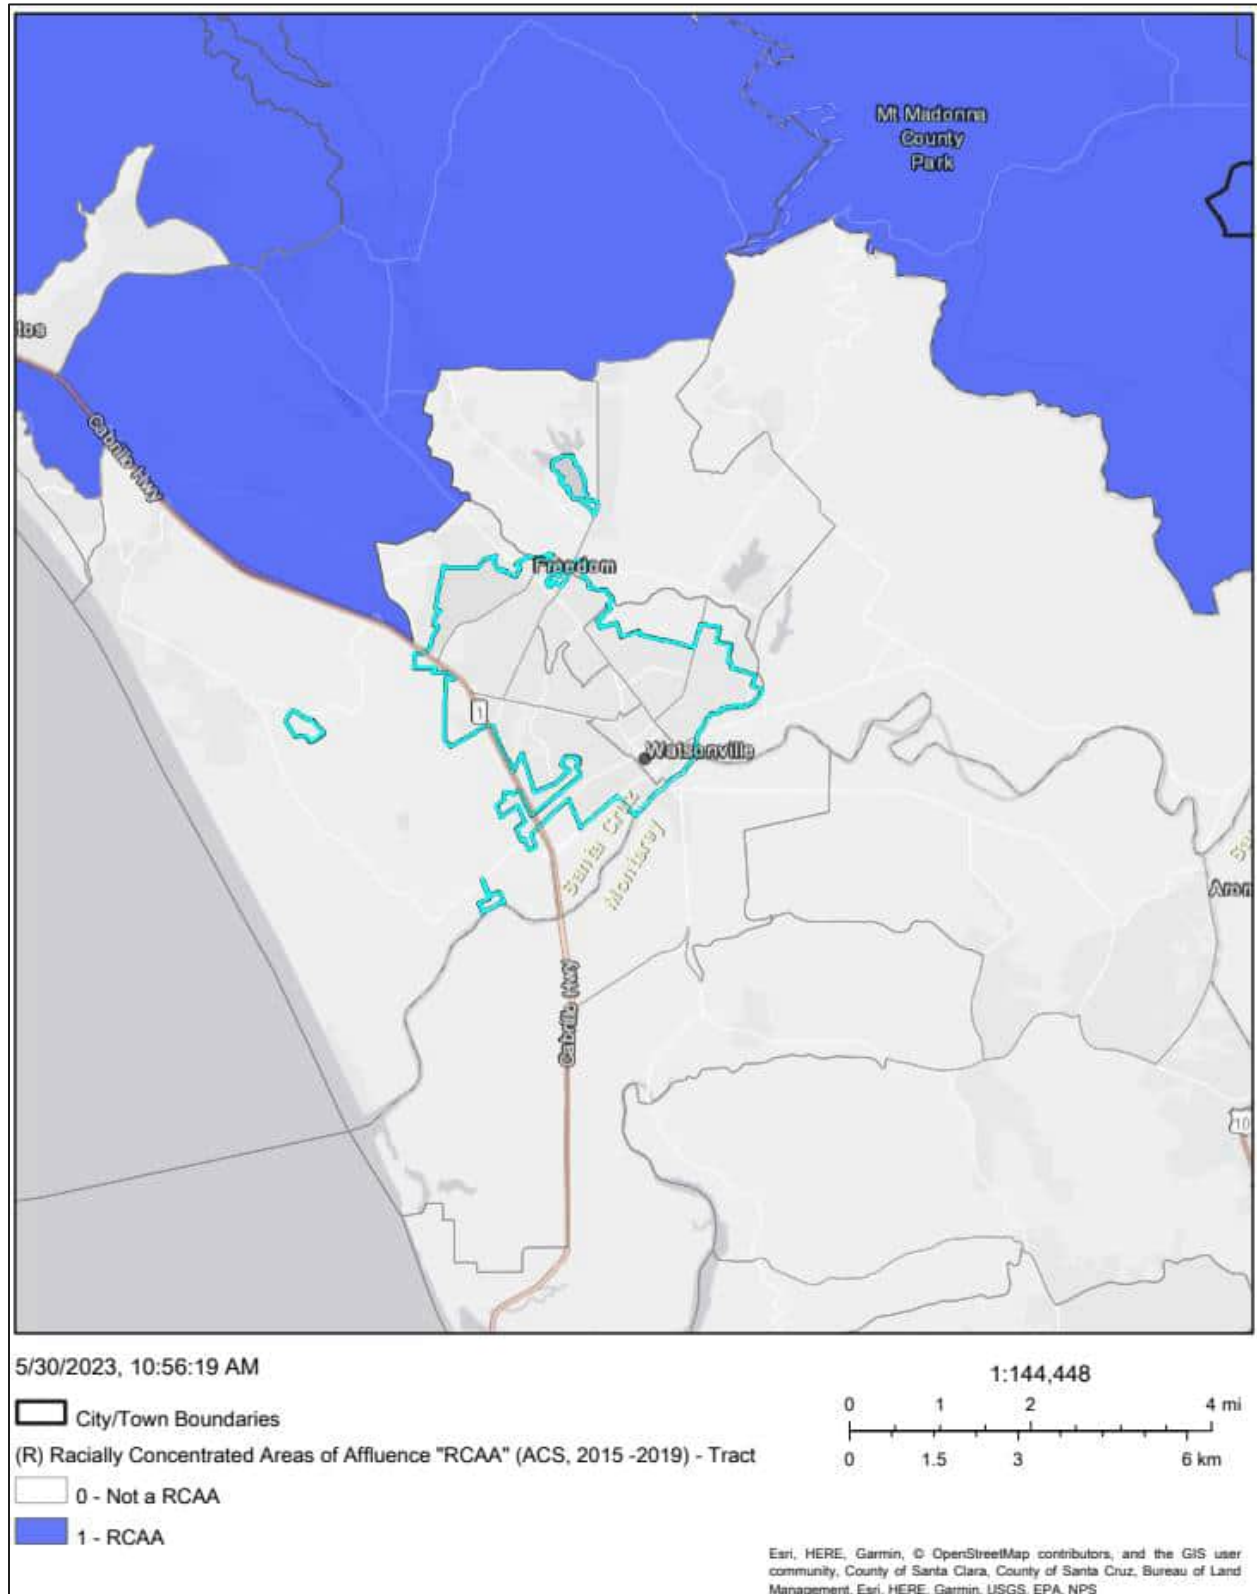 Mt Madonna
County
Park
tos
Cabrillo Hwy
Freedom
1
Watsonville
Santa Cruz
Monterey
Arom
Cabrillo Hwy
10
5/30/2023, 10:56:19 AM
1:144,448
0 1 2 4 mi
0 1.5 3 6 km
City/Town Boundaries
(R) Racially Concentrated Areas of Affluence "RCAA" (ACS, 2015 -2019) - Tract
0 - Not a RCAA
1 - RCAA
Esri, HERE, Garmin, © OpenStreetMap contributors, and the GIS user
community, County of Santa Clara, County of Santa Cruz, Bureau of Land
Management, Esri, HERE, Garmin, USGS, EPA, NPS